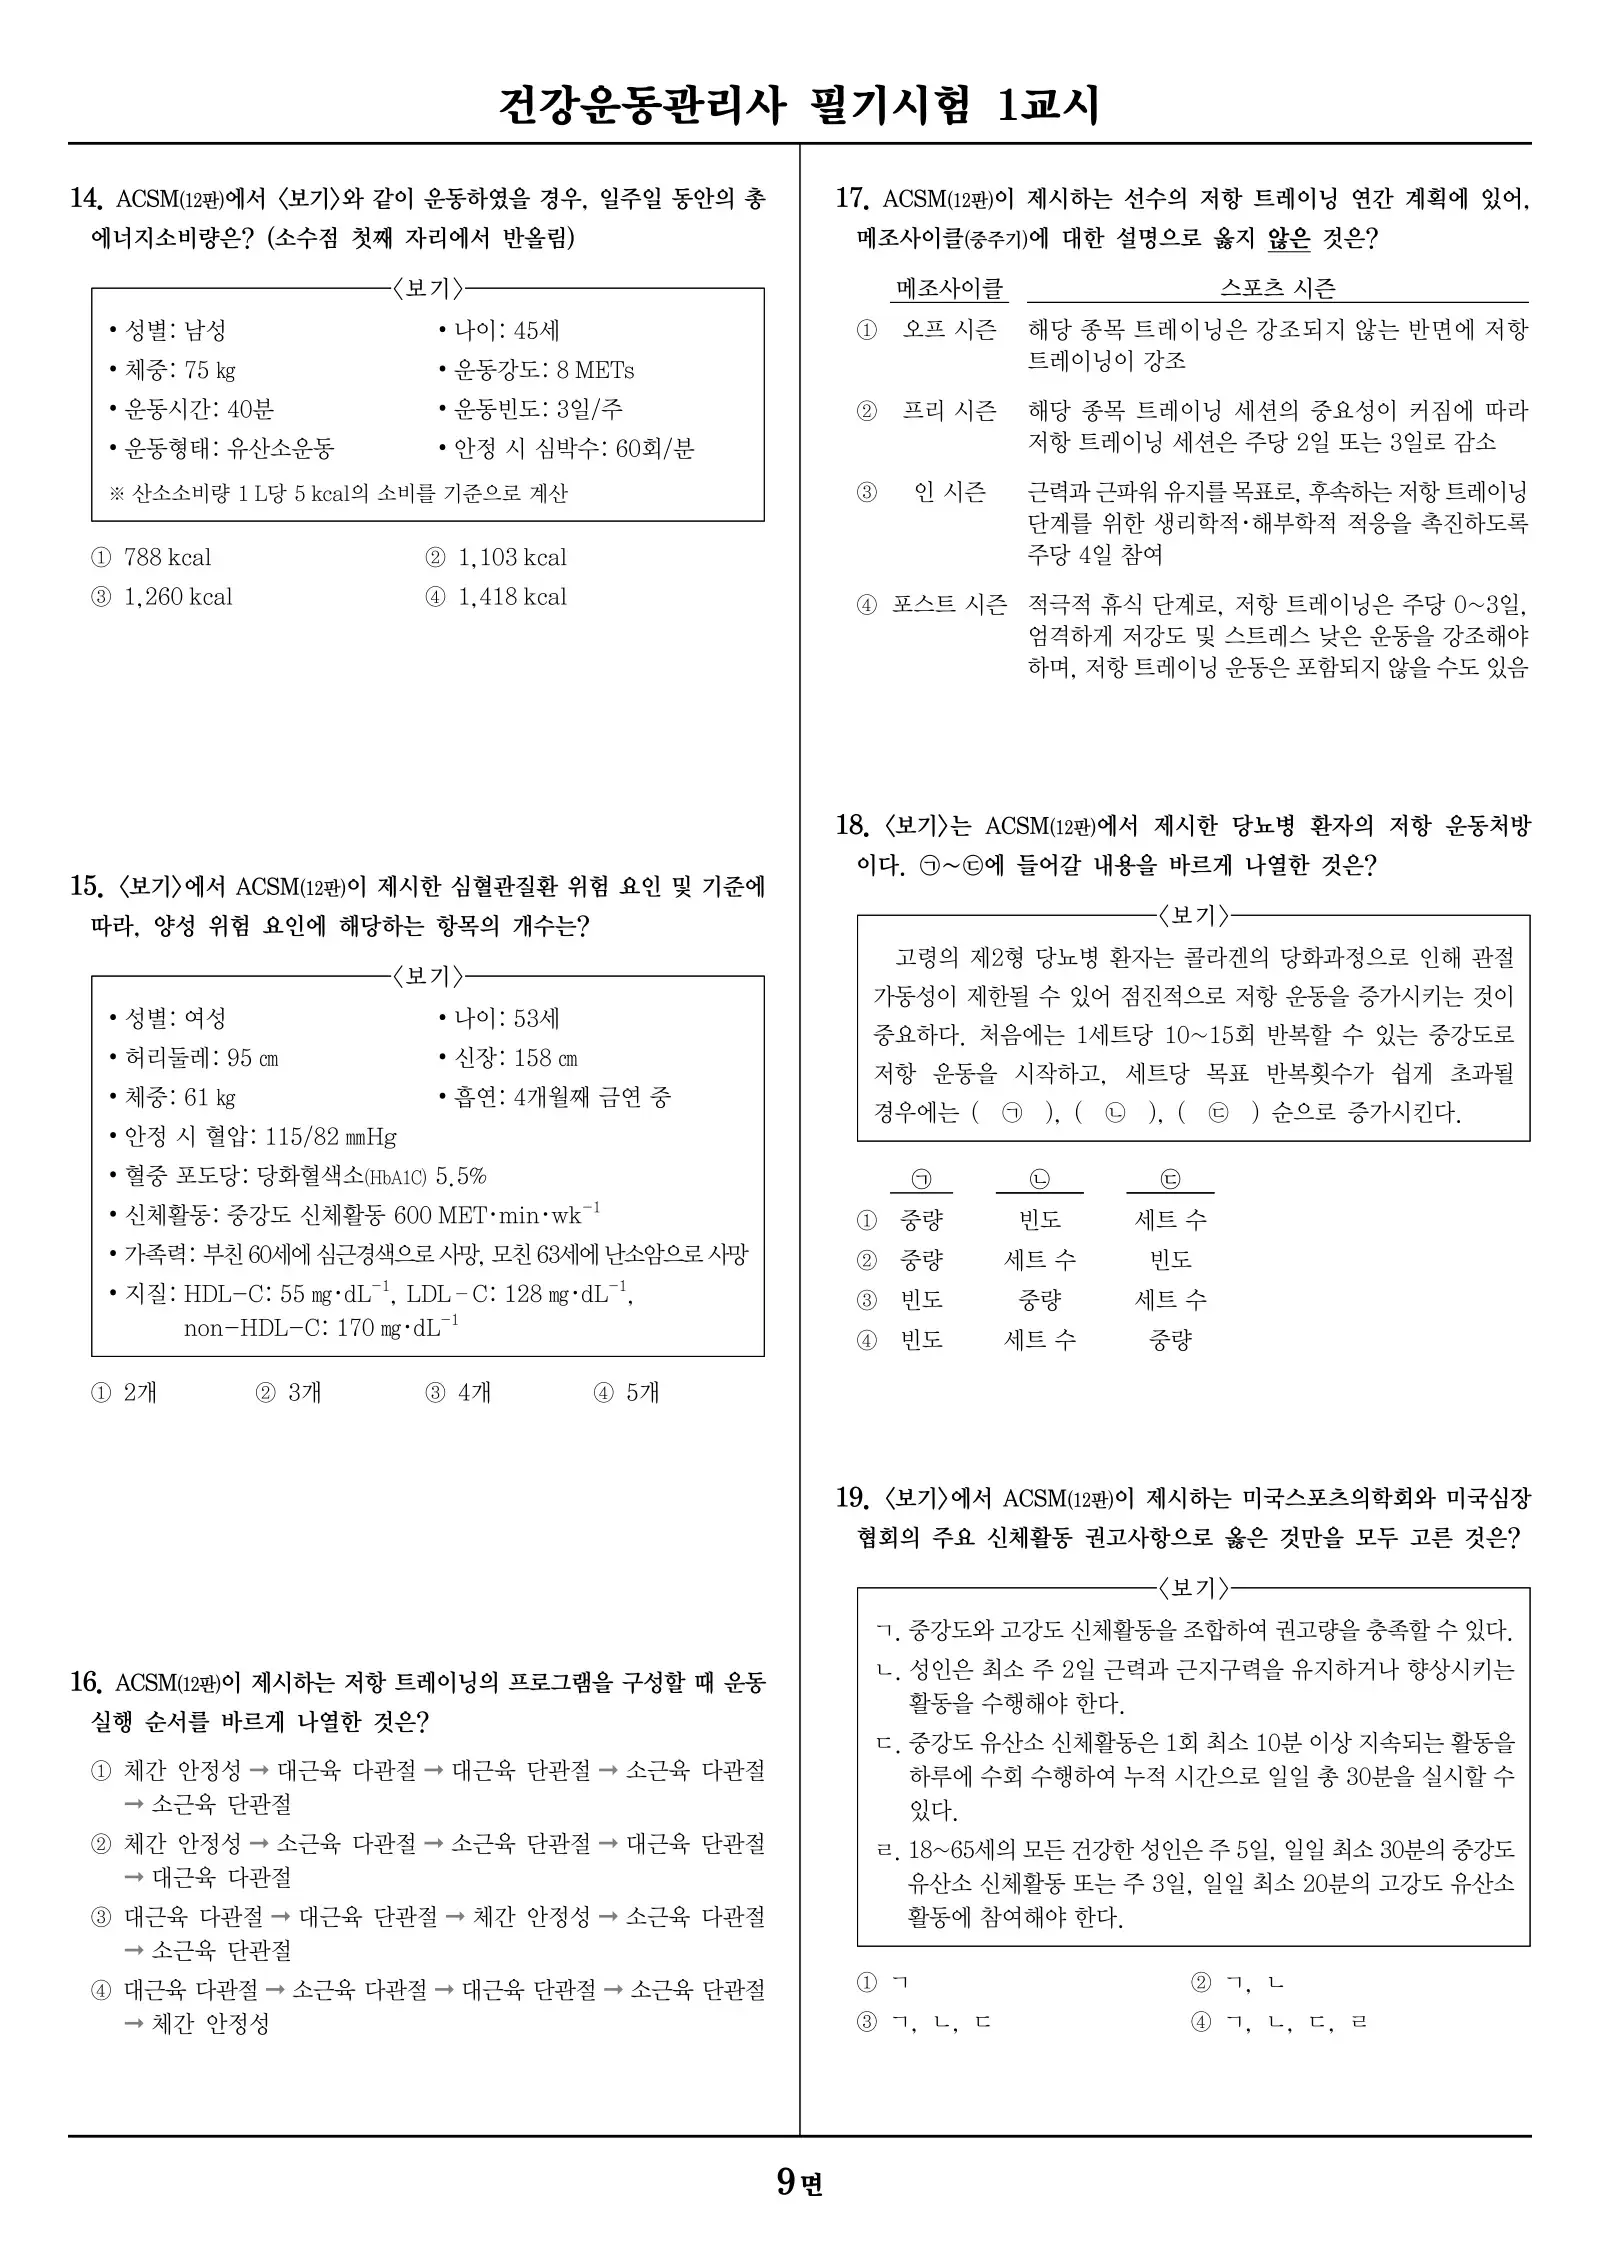 건강운동관리사 필기시험 1교시
14. ACSM(12판)에서 〈보기〉와 같이 운동하였을 경우, 일주일 동안의 총
에너지소비량은? (소수점 첫째 자리에서 반올림)
〈보기〉
• 성별: 남성 • 나이: 45세
• 체중: 75 ㎏ • 운동강도: 8 METs
• 운동시간: 40분 • 운동빈도: 3일/주
• 운동형태: 유산소운동 • 안정 시 심박수: 60회/분
※ 산소소비량 1 L당 5 kcal의 소비를 기준으로 계산
① 788 kcal ② 1,103 kcal
③ 1,260 kcal ④ 1,418 kcal
15. 〈보기〉에서 ACSM(12판)이 제시한 심혈관질환 위험 요인 및 기준에
따라, 양성 위험 요인에 해당하는 항목의 개수는?
〈보기〉
• 성별: 여성 • 나이: 53세
• 허리둘레: 95 ㎝ • 신장: 158 ㎝
• 체중: 61 ㎏ • 흡연: 4개월째 금연 중
• 안정 시 혈압: 115/82 ㎜Hg
• 혈중 포도당: 당화혈색소(HbA1C) 5.5%
• 신체활동: 중강도 신체활동 600 MET·min·wk⁻¹
• 가족력: 부친 60세에 심근경색으로 사망, 모친 63세에 난소암으로 사망
• 지질: HDL-C: 55 ㎎·dL⁻¹, LDL-C: 128 ㎎·dL⁻¹,
non-HDL-C: 170 ㎎·dL⁻¹
① 2개 ② 3개 ③ 4개 ④ 5개
16. ACSM(12판)이 제시하는 저항 트레이닝의 프로그램을 구성할 때 운동
실행 순서를 바르게 나열한 것은?
① 체간 안정성 → 대근육 다관절 → 대근육 단관절 → 소근육 다관절
→ 소근육 단관절
② 체간 안정성 → 소근육 다관절 → 소근육 단관절 → 대근육 단관절
→ 대근육 다관절
③ 대근육 다관절 → 대근육 단관절 → 체간 안정성 → 소근육 다관절
→ 소근육 단관절
④ 대근육 다관절 → 소근육 다관절 → 대근육 단관절 → 소근육 단관절
→ 체간 안정성
17. ACSM(12판)이 제시하는 선수의 저항 트레이닝 연간 계획에 있어,
메조사이클(중주기)에 대한 설명으로 옳지 않은 것은?
메조사이클 스포츠 시즌
① 오프 시즌 해당 종목 트레이닝은 강조되지 않는 반면에 저항
트레이닝이 강조
② 프리 시즌 해당 종목 트레이닝 세션의 중요성이 커짐에 따라
저항 트레이닝 세션은 주당 2일 또는 3일로 감소
③ 인 시즌 근력과 근파워 유지를 목표로, 후속하는 저항 트레이닝
단계를 위한 생리학적·해부학적 적응을 촉진하도록
주당 4일 참여
④ 포스트 시즌 적극적 휴식 단계로, 저항 트레이닝은 주당 0~3일,
엄격하게 저강도 및 스트레스 낮은 운동을 강조해야
하며, 저항 트레이닝 운동은 포함되지 않을 수도 있음
18. 〈보기〉는 ACSM(12판)에서 제시한 당뇨병 환자의 저항 운동처방
이다. ㉠~㉢에 들어갈 내용을 바르게 나열한 것은?
〈보기〉
고령의 제2형 당뇨병 환자는 콜라겐의 당화과정으로 인해 관절
가동성이 제한될 수 있어 점진적으로 저항 운동을 증가시키는 것이
중요하다. 처음에는 1세트당 10~15회 반복할 수 있는 중강도로
저항 운동을 시작하고, 세트당 목표 반복횟수가 쉽게 초과될
경우에는 ( ㉠ ), ( ㉡ ), ( ㉢ ) 순으로 증가시킨다.
㉠ ㉡ ㉢
① 중량 빈도 세트 수
② 중량 세트 수 빈도
③ 빈도 중량 세트 수
④ 빈도 세트 수 중량
19. 〈보기〉에서 ACSM(12판)이 제시하는 미국스포츠의학회와 미국심장
협회의 주요 신체활동 권고사항으로 옳은 것만을 모두 고른 것은?
〈보기〉
ㄱ. 중강도와 고강도 신체활동을 조합하여 권고량을 충족할 수 있다.
ㄴ. 성인은 최소 주 2일 근력과 근지구력을 유지하거나 향상시키는
활동을 수행해야 한다.
ㄷ. 중강도 유산소 신체활동은 1회 최소 10분 이상 지속되는 활동을
하루에 수회 수행하여 누적 시간으로 일일 총 30분을 실시할 수
있다.
ㄹ. 18~65세의 모든 건강한 성인은 주 5일, 일일 최소 30분의 중강도
유산소 신체활동 또는 주 3일, 일일 최소 20분의 고강도 유산소
활동에 참여해야 한다.
① ㄱ ② ㄱ, ㄴ
③ ㄱ, ㄴ, ㄷ ④ ㄱ, ㄴ, ㄷ, ㄹ
9면